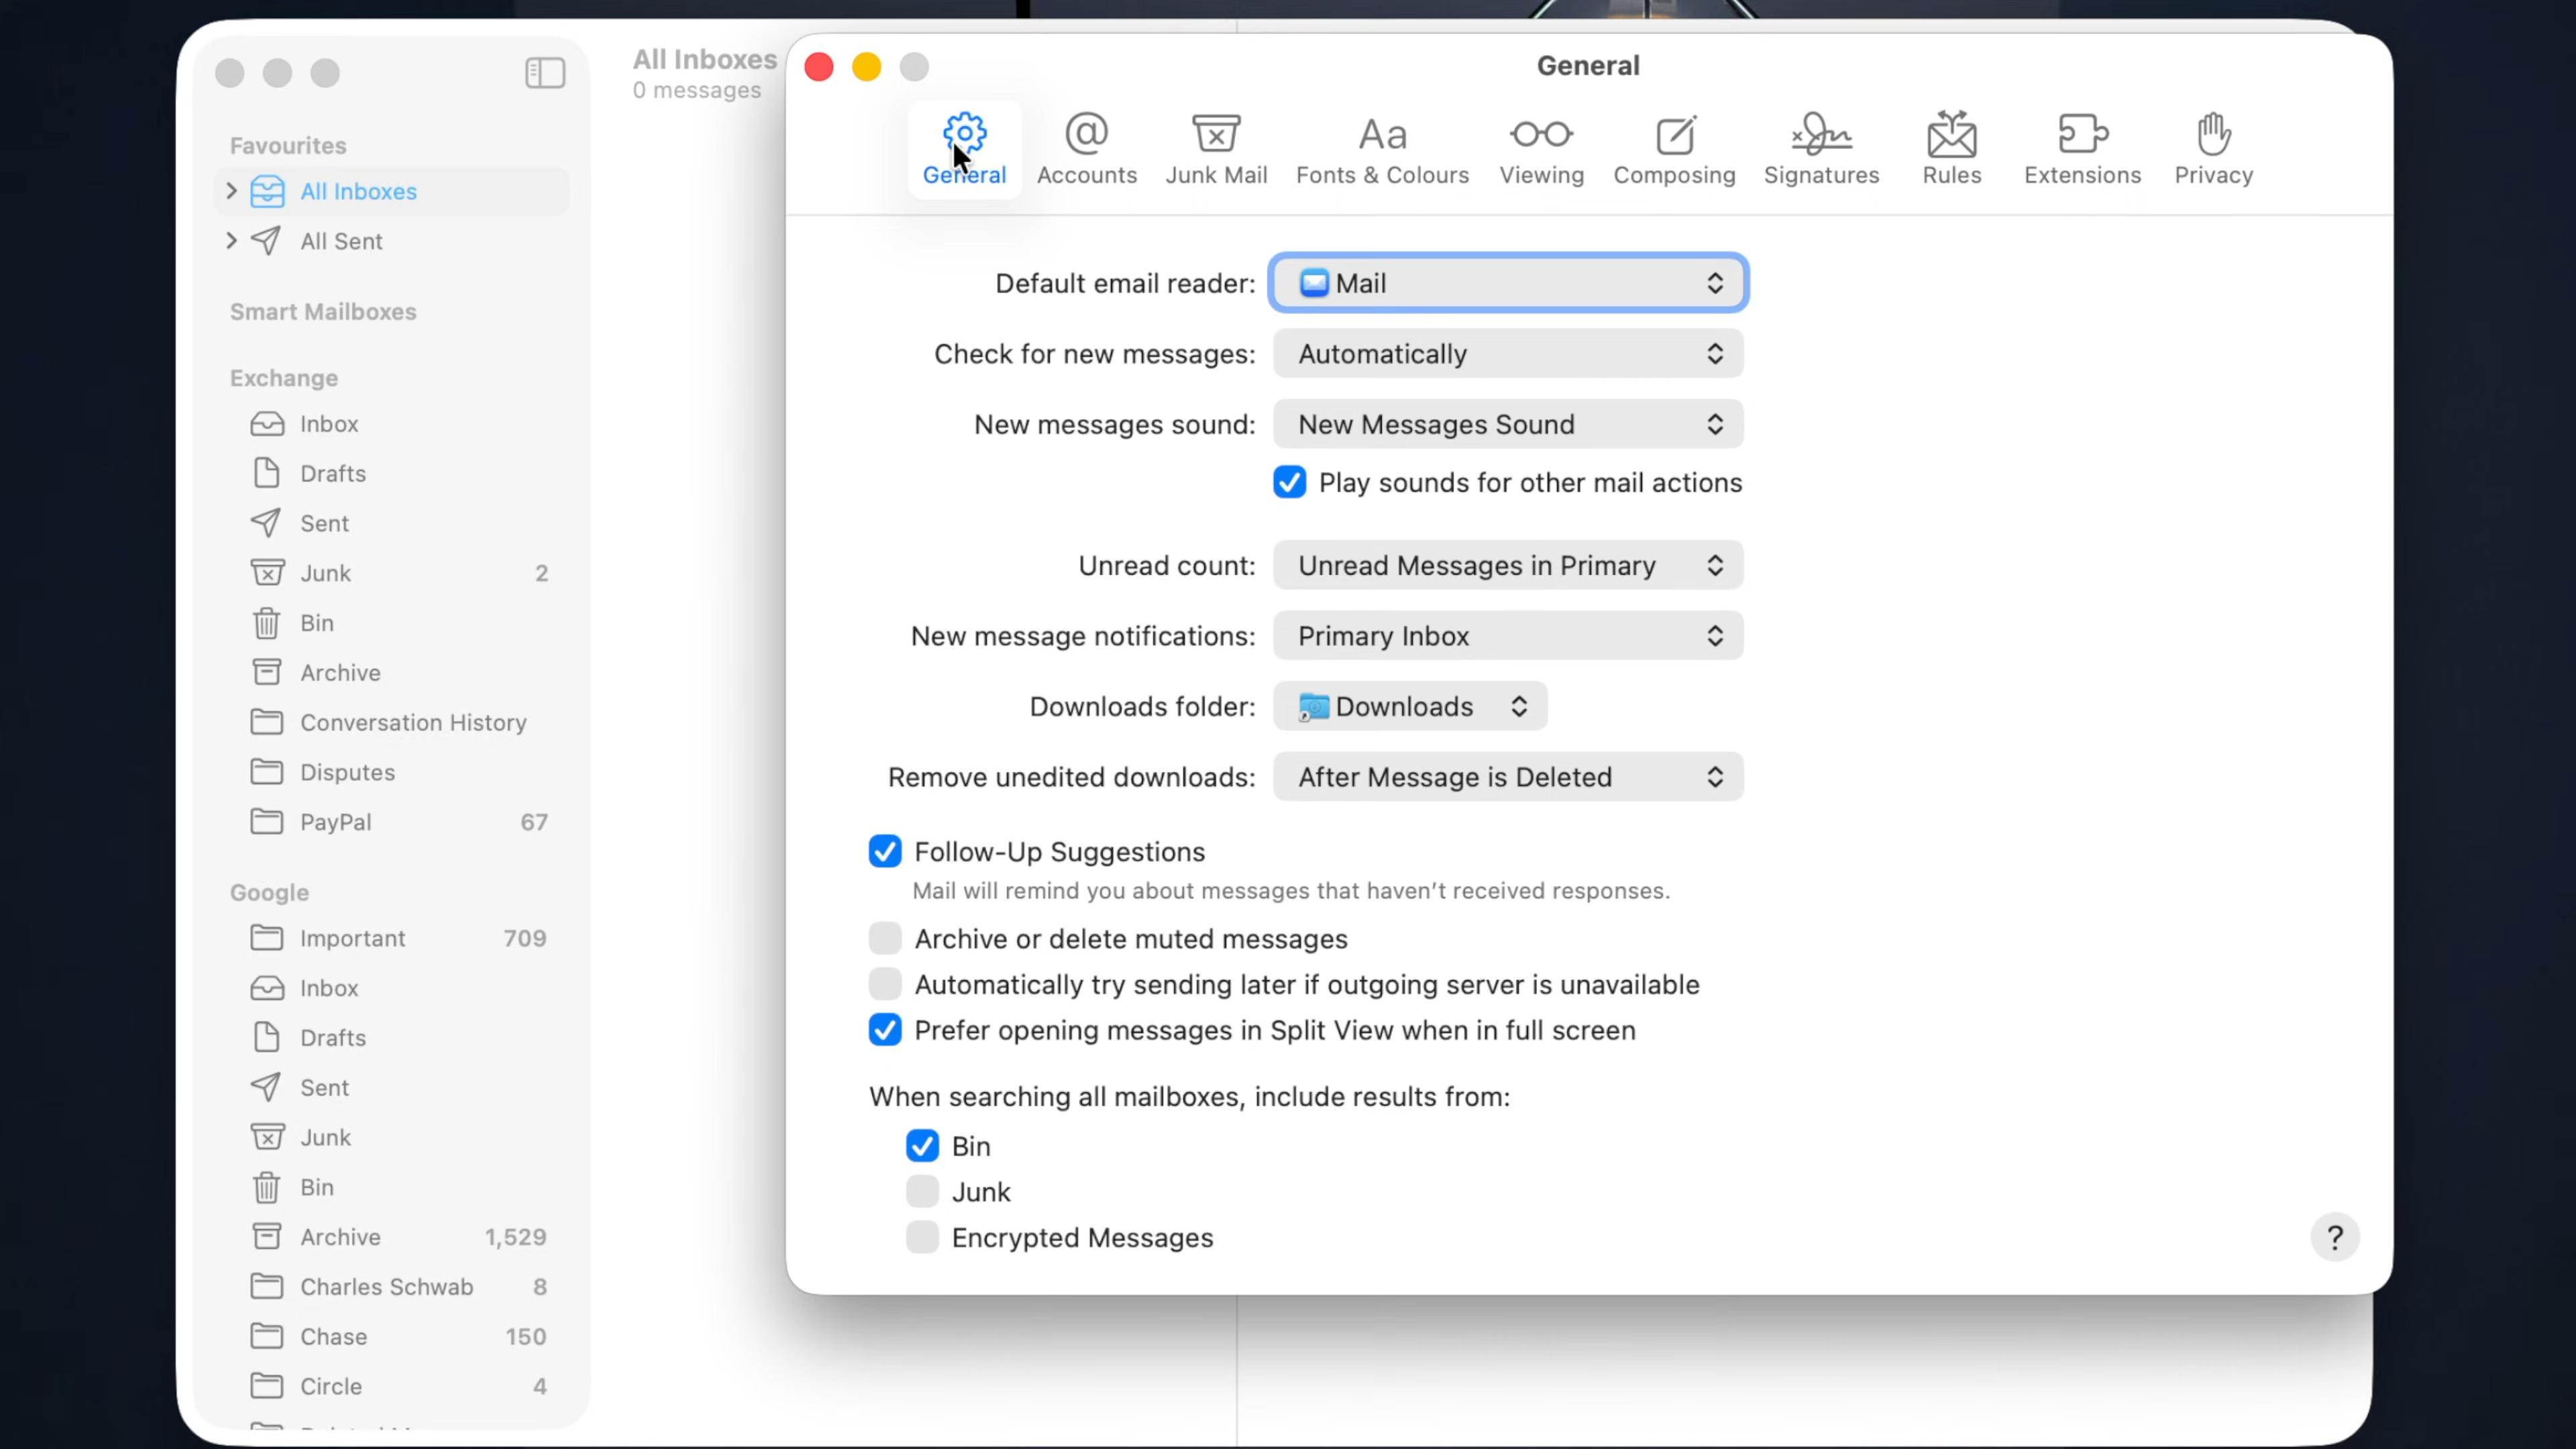 All Inboxes
0 messages
Favourites
All Inboxes
All Sent
Smart Mailboxes
Exchange
Inbox
Drafts
Sent
Junk 2
Bin
Archive
Conversation History
Disputes
PayPal 67
Google
Important 709
Inbox
Drafts
Sent
Junk
Bin
Archive 1,529
Charles Schwab 8
Chase 150
Circle 4
General
General Accounts Junk Mail Fonts & Colours Viewing Composing Signatures Rules Extensions Privacy
Default email reader: Mail
Check for new messages: Automatically
New messages sound: New Messages Sound
Play sounds for other mail actions
Unread count: Unread Messages in Primary
New message notifications: Primary Inbox
Downloads folder: Downloads
Remove unedited downloads: After Message is Deleted
Follow-Up Suggestions
Mail will remind you about messages that haven't received responses.
Archive or delete muted messages
Automatically try sending later if outgoing server is unavailable
Prefer opening messages in Split View when in full screen
When searching all mailboxes, include results from:
Bin
Junk
Encrypted Messages
?